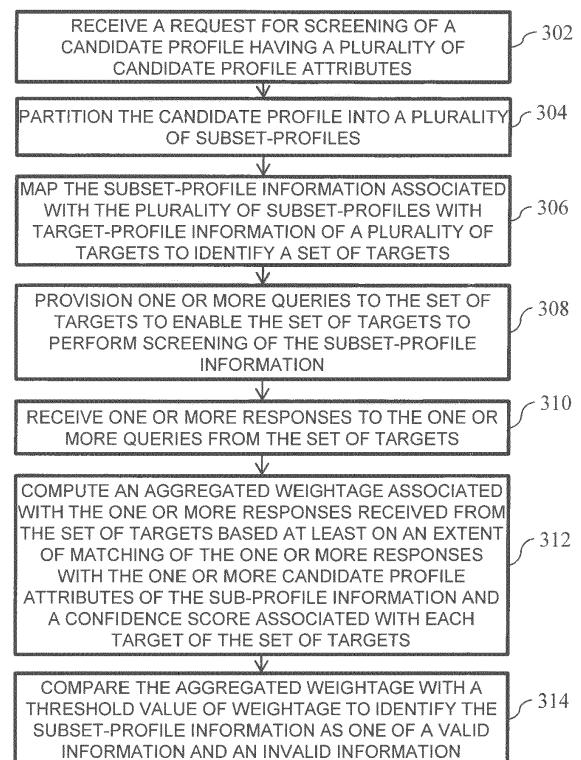 RECEIVE A REQUEST FOR SCREENING OF A
CANDIDATE PROFILE HAVING A PLURALITY OF
CANDIDATE PROFILE ATTRIBUTES
302
PARTITION THE CANDIDATE PROFILE INTO A PLURALITY
OF SUBSET-PROFILES
304
MAP THE SUBSET-PROFILE INFORMATION ASSOCIATED
WITH THE PLURALITY OF SUBSET-PROFILES WITH
TARGET-PROFILE INFORMATION OF A PLURALITY OF
TARGETS TO IDENTIFY A SET OF TARGETS
306
PROVISION ONE OR MORE QUERIES TO THE SET OF
TARGETS TO ENABLE THE SET OF TARGETS TO
PERFORM SCREENING OF THE SUBSET-PROFILE
INFORMATION
308
RECEIVE ONE OR MORE RESPONSES TO THE ONE OR
MORE QUERIES FROM THE SET OF TARGETS
310
COMPUTE AN AGGREGATED WEIGHTAGE ASSOCIATED
WITH THE ONE OR MORE RESPONSES RECEIVED FROM
THE SET OF TARGETS BASED AT LEAST ON AN EXTENT
OF MATCHING OF THE ONE OR MORE RESPONSES
WITH THE ONE OR MORE CANDIDATE PROFILE
ATTRIBUTES OF THE SUB-PROFILE INFORMATION AND
A CONFIDENCE SCORE ASSOCIATED WITH EACH
TARGET OF THE SET OF TARGETS
312
COMPARE THE AGGREGATED WEIGHTAGE WITH A
THRESHOLD VALUE OF WEIGHTAGE TO IDENTIFY THE
SUBSET-PROFILE INFORMATION AS ONE OF A VALID
INFORMATION AND AN INVALID INFORMATION
314